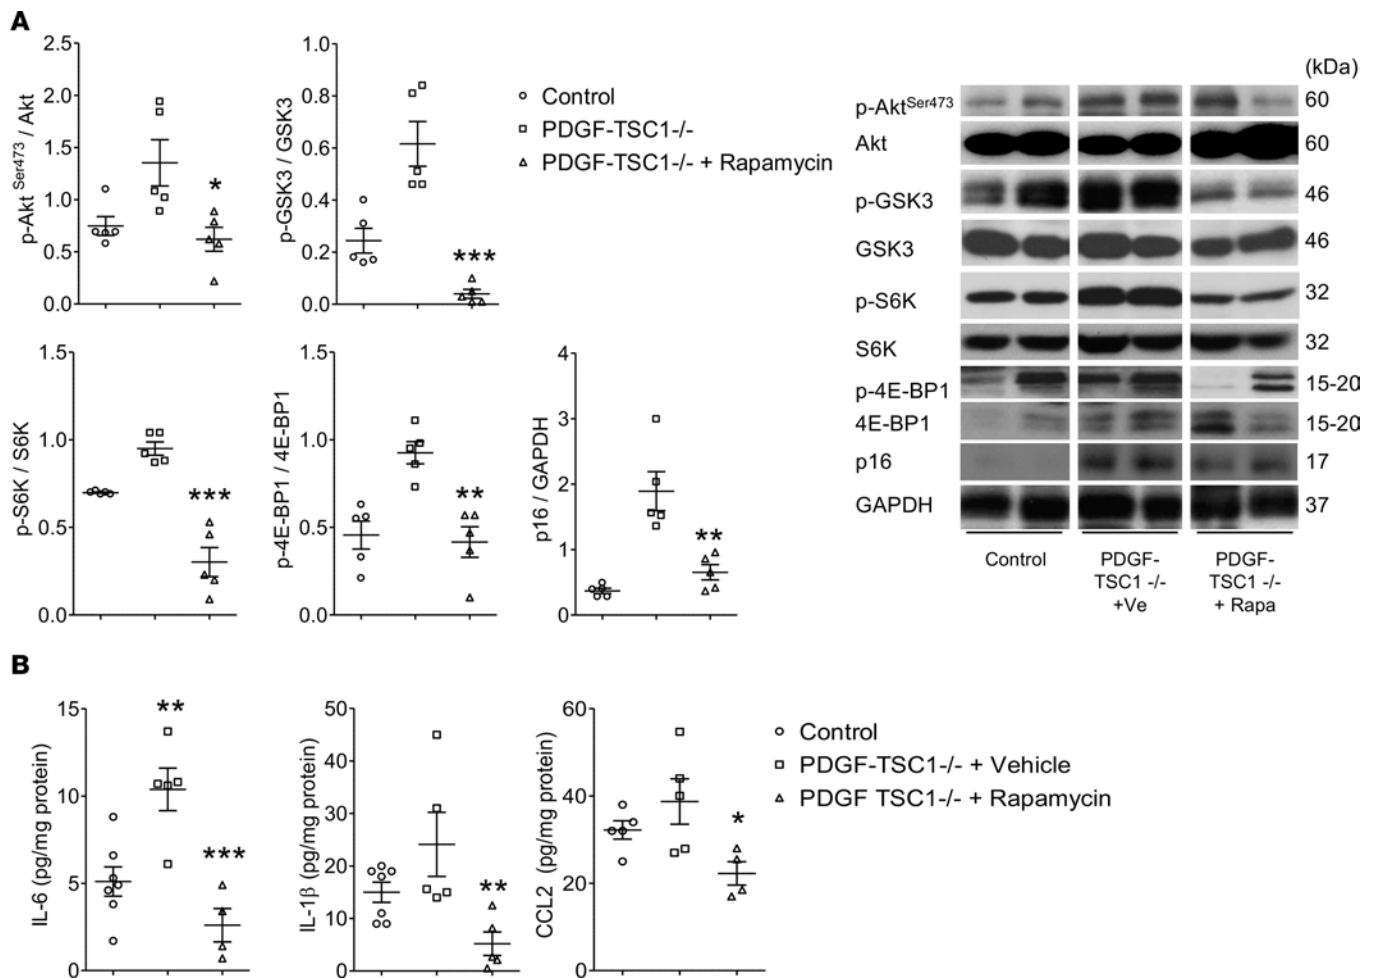 A
p-Akt Ser473 / Akt
2.5
2.0
1.5
1.0
0.5
0.0
*
p-GSK3 / GSK3
1.0
0.8
0.6
0.4
0.2
0.0
***
Control
PDGF-TSC1-/-
PDGF-TSC1-/- + Rapamycin
p-S6K / S6K
1.5
1.0
0.5
0.0
***
p-4E-BP1 / 4E-BP1
1.5
1.0
0.5
0.0
**
p16 / GAPDH
4
3
2
1
0
**
(kDa)
p-AktSer473 60
Akt 60
p-GSK3 46
GSK3 46
p-S6K 32
S6K 32
p-4E-BP1 15-20
4E-BP1 15-20
p16 17
GAPDH 37
Control
PDGF-
TSC1 -/-
+Ve
PDGF-
TSC1 -/-
+ Rapa
B
IL-6 (pg/mg protein)
15
10
5
0
**
***
IL-1β (pg/mg protein)
50
40
30
20
10
0
**
CCL2 (pg/mg protein)
60
40
20
0
*
Control
PDGF-TSC1-/- + Vehicle
PDGF TSC1-/- + Rapamycin